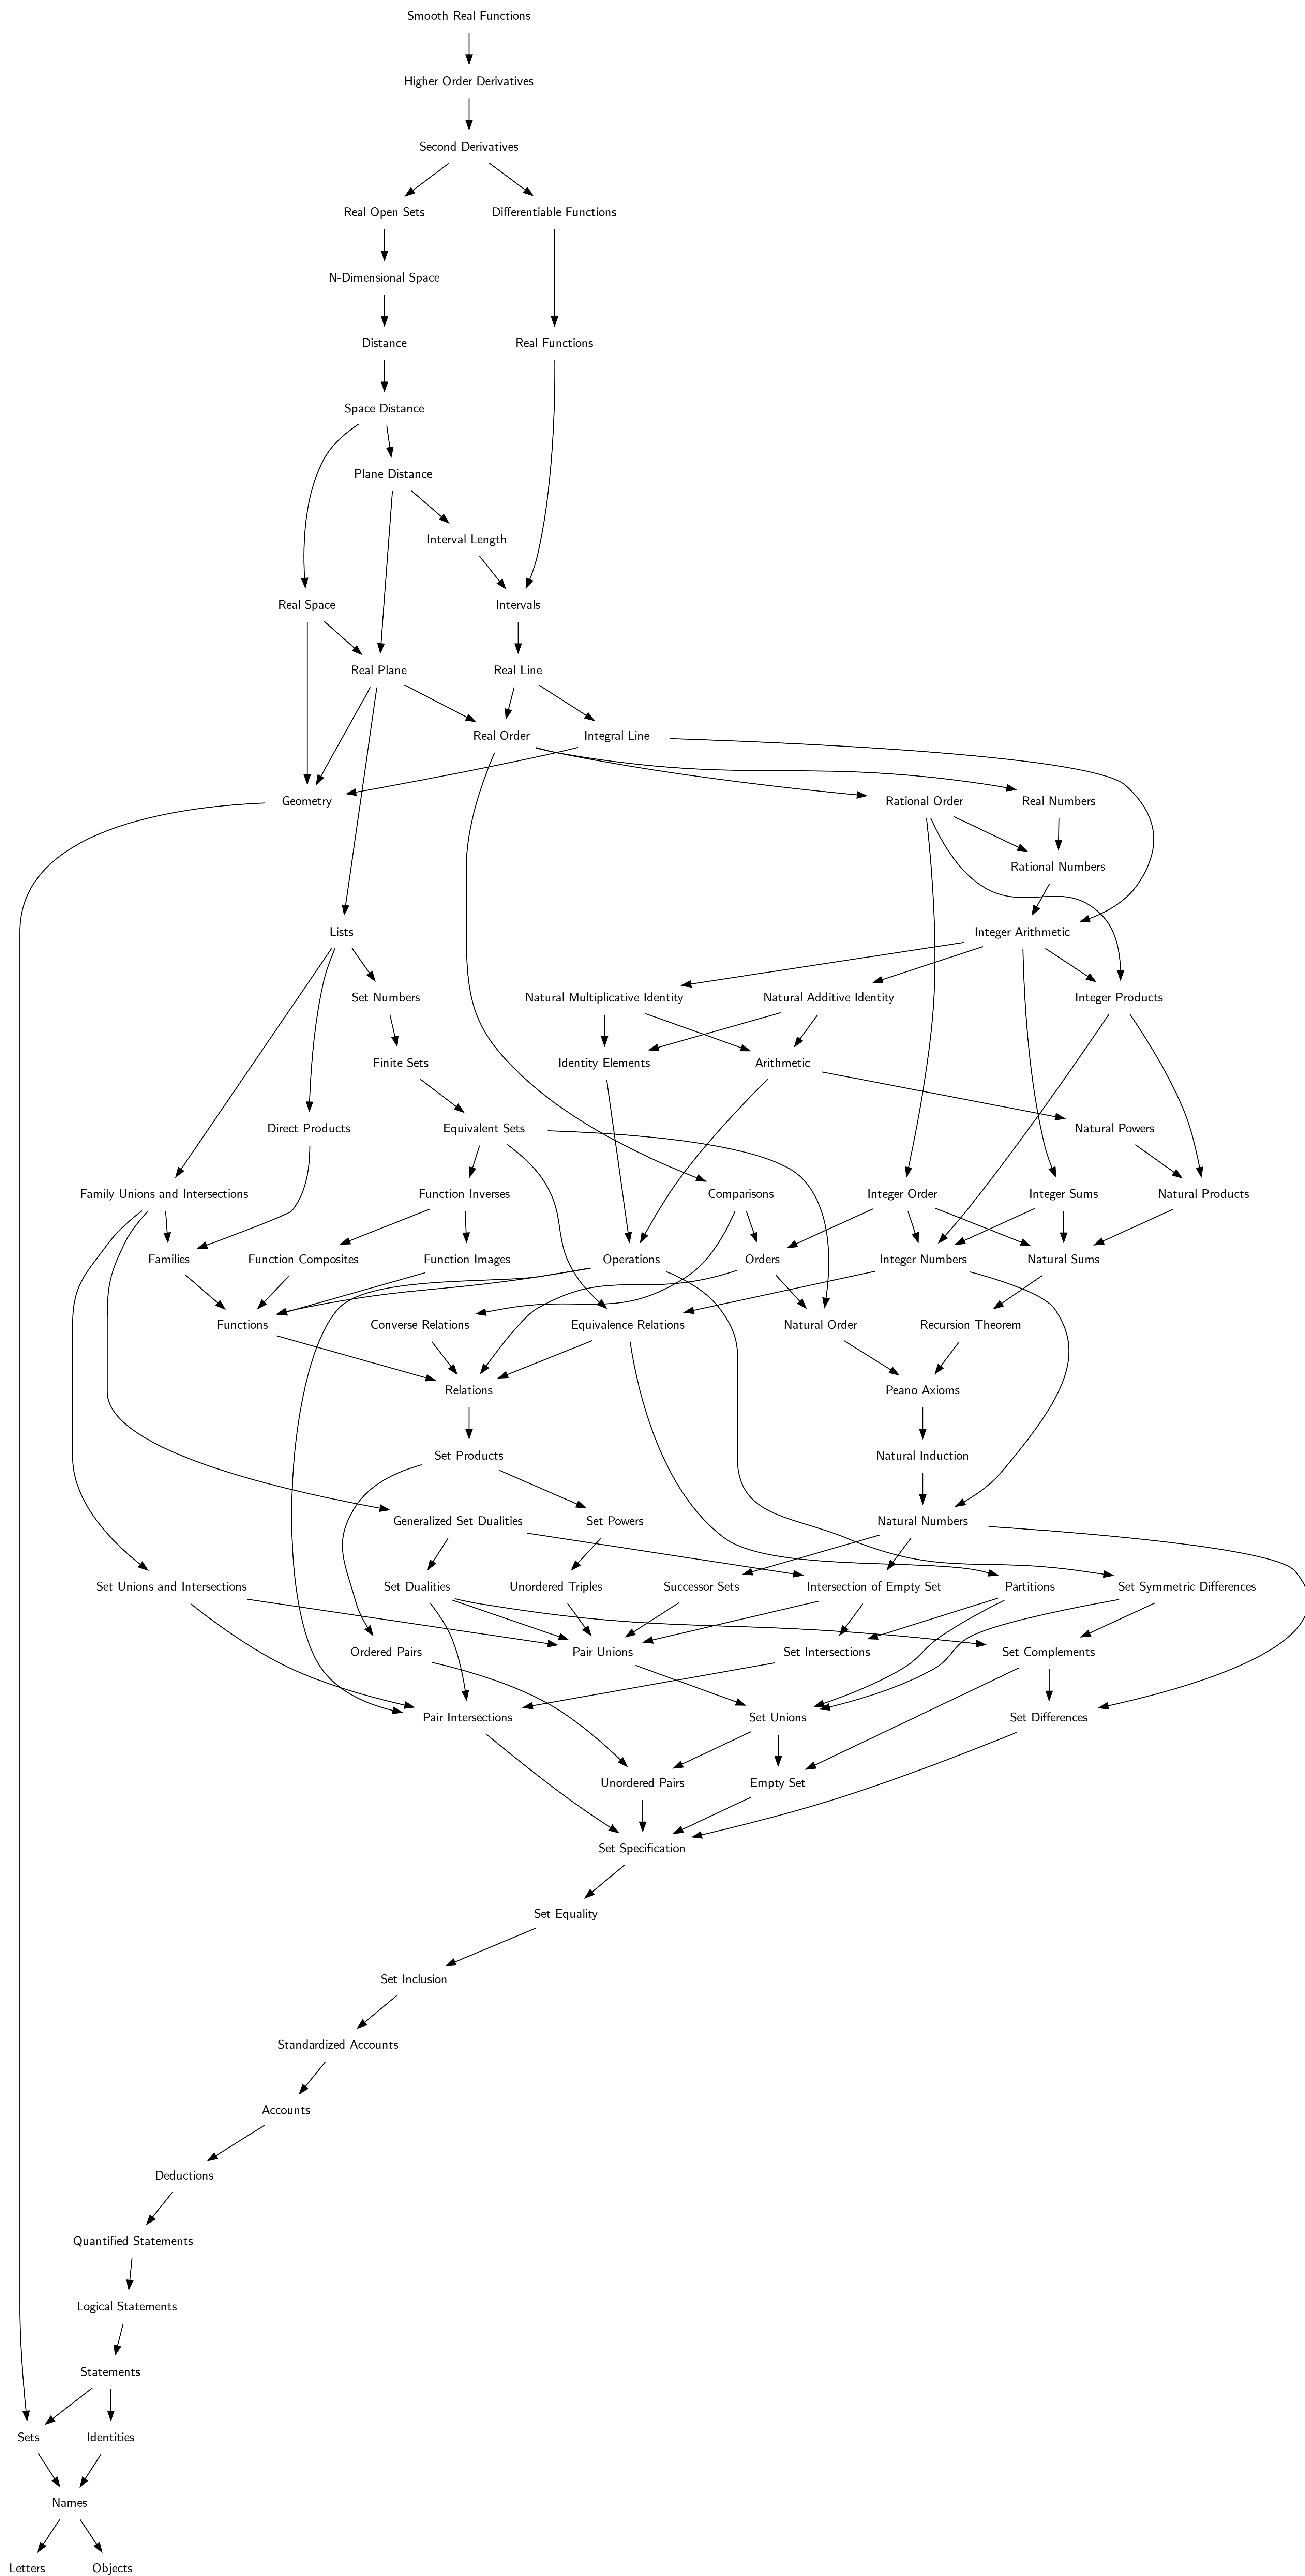 Smooth Real Functions
Higher Order Derivatives
Second Derivatives
Real Open Sets
Differentiable Functions
N-Dimensional Space
Distance
Real Functions
Space Distance
Plane Distance
Interval Length
Real Space
Intervals
Real Plane
Real Line
Real Order
Integral Line
Geometry
Rational Order
Real Numbers
Rational Numbers
Lists
Integer Arithmetic
Set Numbers
Natural Multiplicative Identity
Natural Additive Identity
Integer Products
Finite Sets
Identity Elements
Arithmetic
Direct Products
Equivalent Sets
Natural Powers
Family Unions and Intersections
Function Inverses
Comparisons
Integer Order
Integer Sums
Natural Products
Families
Function Composites
Function Images
Operations
Orders
Integer Numbers
Natural Sums
Functions
Converse Relations
Equivalence Relations
Natural Order
Recursion Theorem
Relations
Peano Axioms
Set Products
Natural Induction
Generalized Set Dualities
Set Powers
Natural Numbers
Set Unions and Intersections
Set Dualities
Unordered Triples
Successor Sets
Intersection of Empty Set
Partitions
Set Symmetric Differences
Ordered Pairs
Pair Unions
Set Intersections
Set Complements
Pair Intersections
Set Unions
Set Differences
Unordered Pairs
Empty Set
Set Specification
Set Equality
Set Inclusion
Standardized Accounts
Accounts
Deductions
Quantified Statements
Logical Statements
Statements
Sets
Identities
Names
Letters
Objects